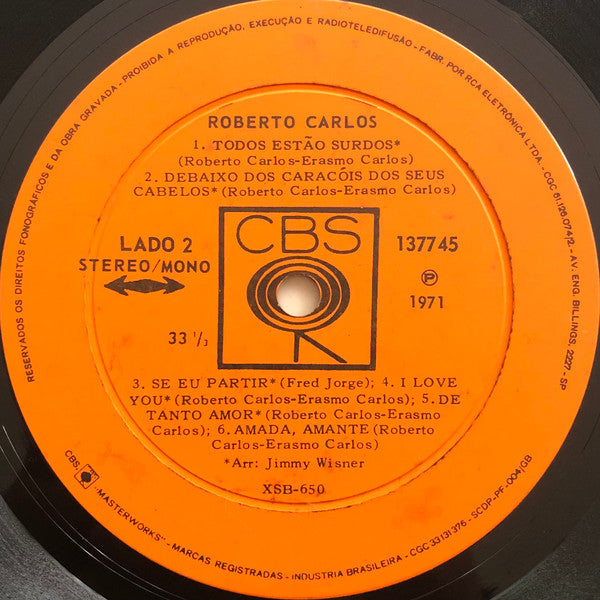 RESERVADOS OS DIREITOS FONOGRÁFICOS E DA OBRA GRAVADA - PROIBIDA A REPRODUÇÃO, EXECUÇÃO E RADIOTELEDIFUSÃO - FABR. POR RCA ELETRÔNICA LTDA. - CGC 61.126.074/2 - AV. ENG. BILLINGS, 2227 - SP
ROBERTO CARLOS
1. TODOS ESTÃO SURDOS*
(Roberto Carlos-Erasmo Carlos)
2. DEBAIXO DOS CARACÓIS DOS SEUS
CABELOS* (Roberto Carlos-Erasmo Carlos)
LADO 2
STEREO/MONO
33 1/3
CBS
137745
Ⓟ
1971
3. SE EU PARTIR* (Fred Jorge); 4. I LOVE
YOU* (Roberto Carlos-Erasmo Carlos); 5. DE
TANTO AMOR* (Roberto Carlos-Erasmo
Carlos); 6. AMADA, AMANTE (Roberto
Carlos-Erasmo Carlos)
*Arr: Jimmy Wisner
XSB-650
CBS, "MASTERWORKS" - MARCAS REGISTRADAS - INDUSTRIA BRASILEIRA - CGC 33131376 - SCDP-PF-004/GB